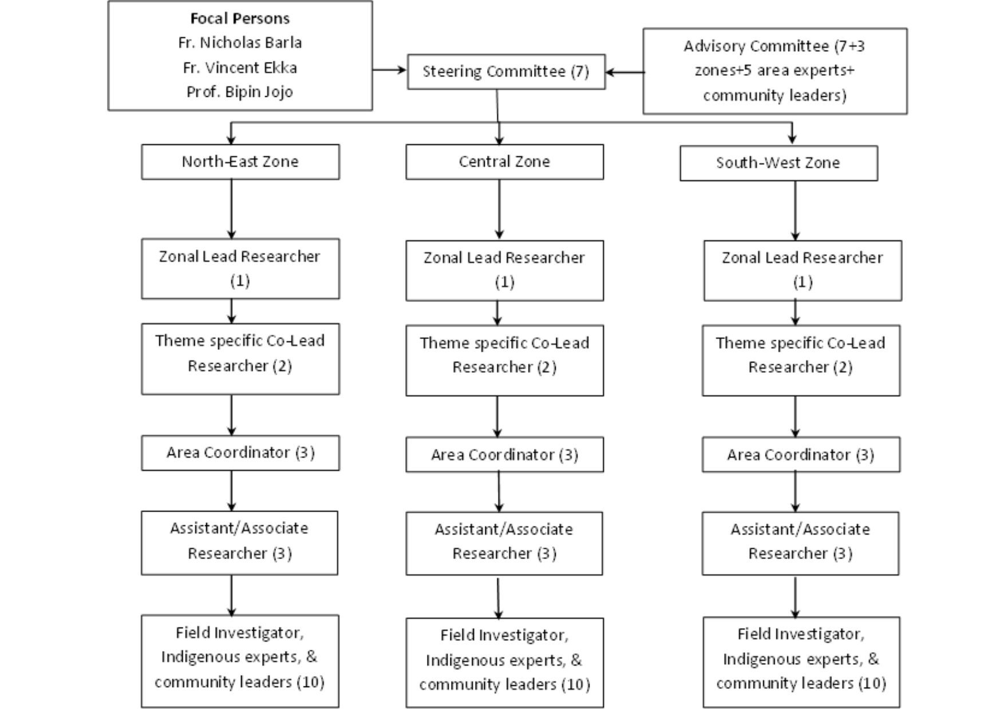 Focal Persons
Fr. Nicholas Barla
Fr. Vincent Ekka
Prof. Bipin Jojo
Steering Committee (7)
Advisory Committee (7+3
zones+5 area experts+
community leaders)
North-East Zone
Central Zone
South-West Zone
Zonal Lead Researcher
(1)
Zonal Lead Researcher
(1)
Zonal Lead Researcher
(1)
Theme specific Co-Lead
Researcher (2)
Theme specific Co-Lead
Researcher (2)
Theme specific Co-Lead
Researcher (2)
Area Coordinator (3)
Area Coordinator (3)
Area Coordinator (3)
Assistant/Associate
Researcher (3)
Assistant/Associate
Researcher (3)
Assistant/Associate
Researcher (3)
Field Investigator,
Indigenous experts, &
community leaders (10)
Field Investigator,
Indigenous experts, &
community leaders (10)
Field Investigator,
Indigenous experts, &
community leaders (10)